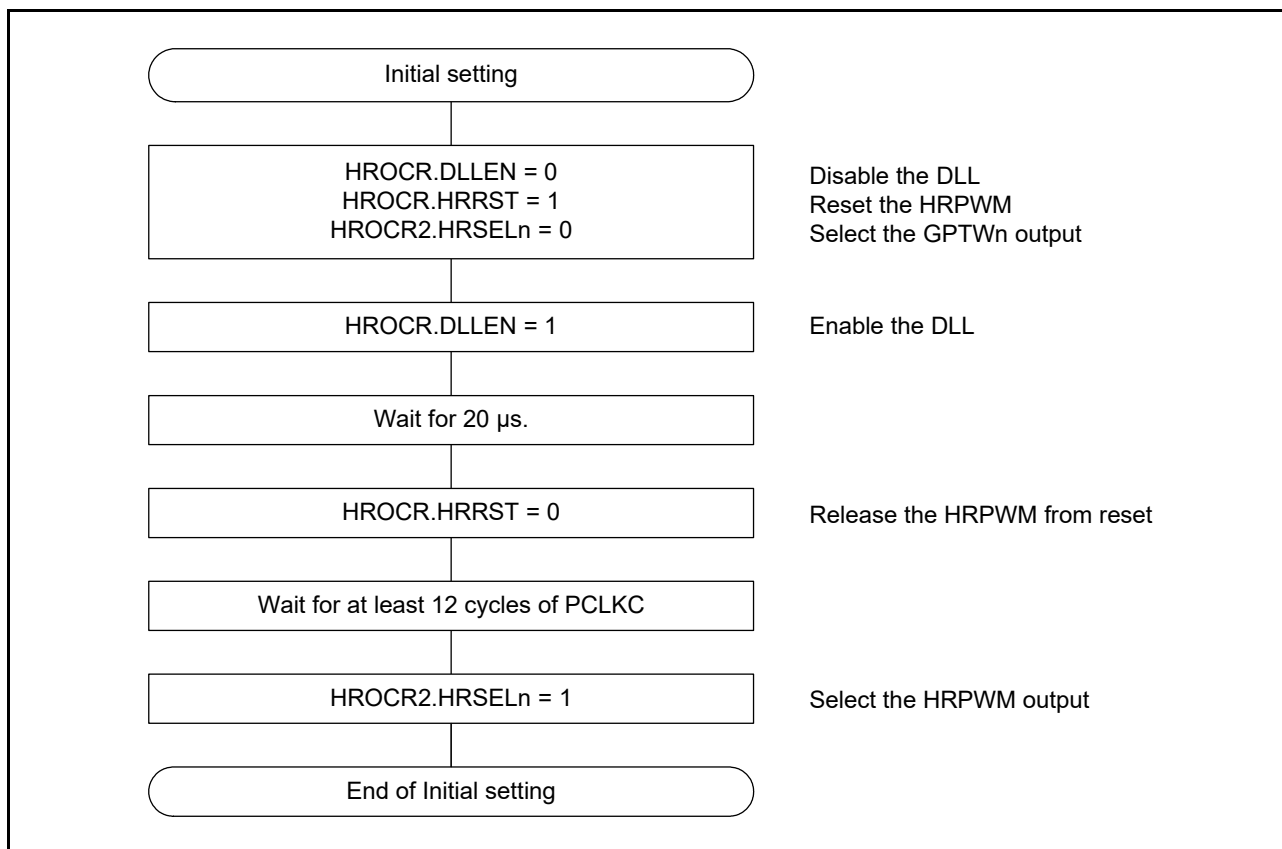 Initial setting
HROCR.DLLEN = 0 Disable the DLL
HROCR.HRRST = 1 Reset the HRPWM
HROCR2.HRSELn = 0 Select the GPTWn output
HROCR.DLLEN = 1 Enable the DLL
Wait for 20 µs.
HROCR.HRRST = 0 Release the HRPWM from reset
Wait for at least 12 cycles of PCLKC
HROCR2.HRSELn = 1 Select the HRPWM output
End of Initial setting